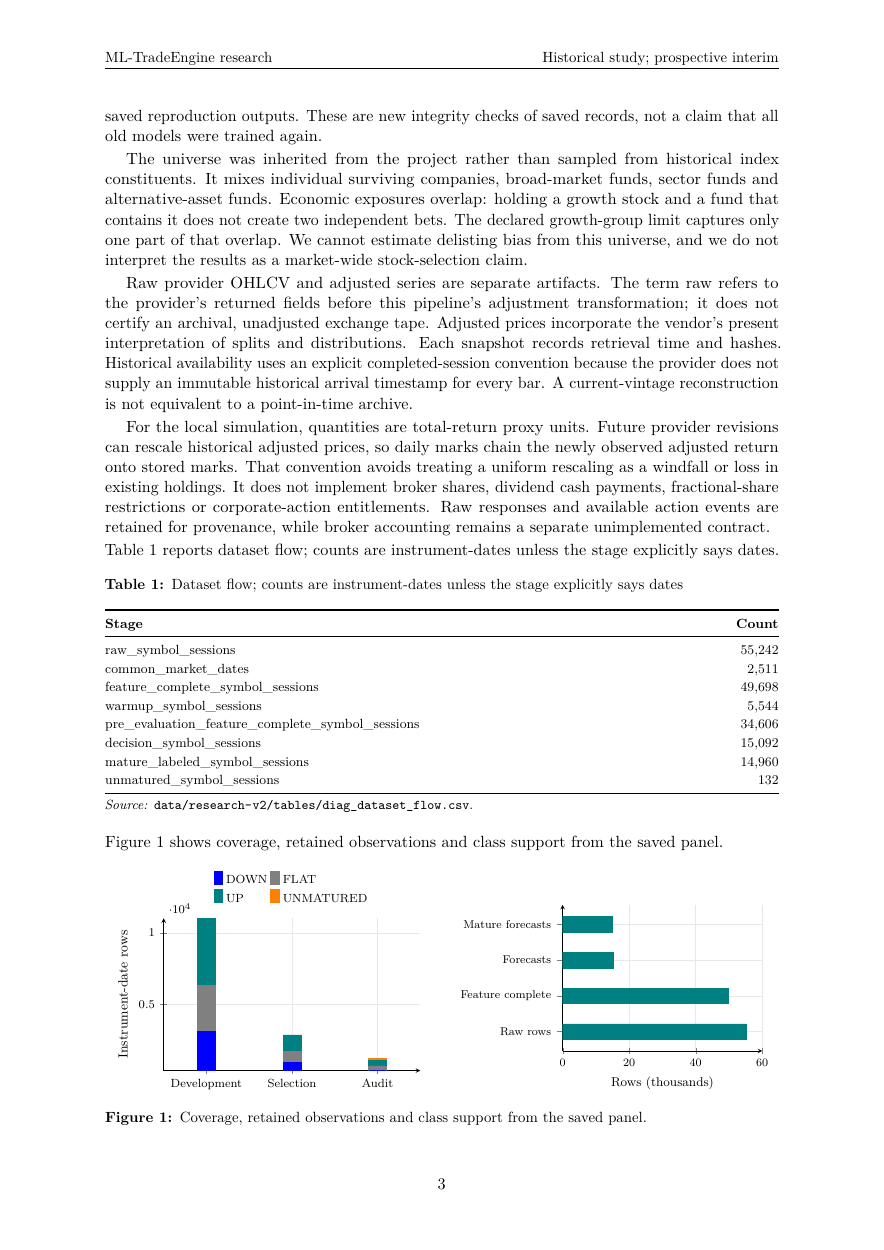 ML-TradeEngine research
Historical study; prospective interim
saved reproduction outputs. These are new integrity checks of saved records, not a claim that all
old models were trained again.
The universe was inherited from the project rather than sampled from historical index
constituents. It mixes individual surviving companies, broad-market funds, sector funds and
alternative-asset funds. Economic exposures overlap: holding a growth stock and a fund that
contains it does not create two independent bets. The declared growth-group limit captures only
one part of that overlap. We cannot estimate delisting bias from this universe, and we do not
interpret the results as a market-wide stock-selection claim.
Raw provider OHLCV and adjusted series are separate artifacts. The term raw refers to
the provider's returned fields before this pipeline's adjustment transformation; it does not
certify an archival, unadjusted exchange tape. Adjusted prices incorporate the vendor's present
interpretation of splits and distributions. Each snapshot records retrieval time and hashes.
Historical availability uses an explicit completed-session convention because the provider does not
supply an immutable historical arrival timestamp for every bar. A current-vintage reconstruction
is not equivalent to a point-in-time archive.
For the local simulation, quantities are total-return proxy units. Future provider revisions
can rescale historical adjusted prices, so daily marks chain the newly observed adjusted return
onto stored marks. That convention avoids treating a uniform rescaling as a windfall or loss in
existing holdings. It does not implement broker shares, dividend cash payments, fractional-share
restrictions or corporate-action entitlements. Raw responses and available action events are
retained for provenance, while broker accounting remains a separate unimplemented contract.
Table 1 reports dataset flow; counts are instrument-dates unless the stage explicitly says dates.
Table 1: Dataset flow; counts are instrument-dates unless the stage explicitly says dates
Stage Count
raw_symbol_sessions 55,242
common_market_dates 2,511
feature_complete_symbol_sessions 49,698
warmup_symbol_sessions 5,544
pre_evaluation_feature_complete_symbol_sessions 34,606
decision_symbol_sessions 15,092
mature_labeled_symbol_sessions 14,960
unmatured_symbol_sessions 132
Source: data/research-v2/tables/diag_dataset_flow.csv.
Figure 1 shows coverage, retained observations and class support from the saved panel.
DOWN FLAT
UP UNMATURED
·10⁴
1
0.5
Instrument-date rows
Development Selection Audit
Mature forecasts
Forecasts
Feature complete
Raw rows
0 20 40 60
Rows (thousands)
Figure 1: Coverage, retained observations and class support from the saved panel.
3